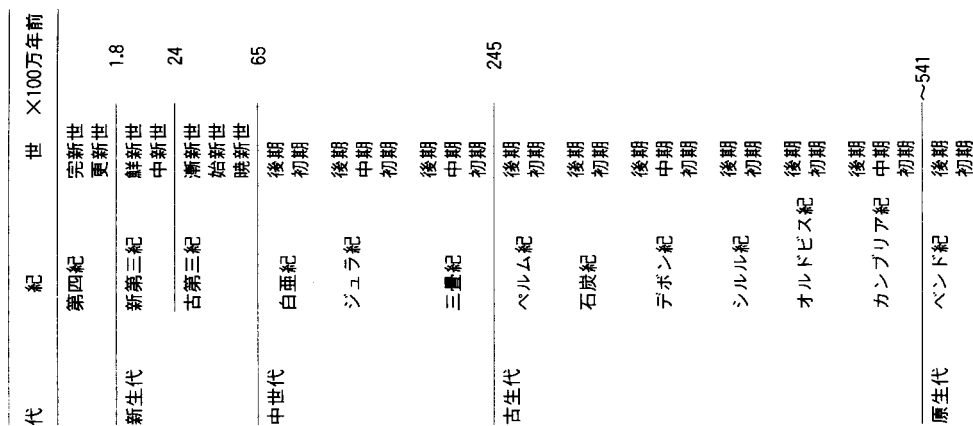 代 紀 世 ×100万年前
第四紀 完新世
更新世
1.8
新生代 新第三紀 鮮新世
中新世
24
古第三紀 漸新世
始新世
暁新世
65
中世代 白亜紀 後期
初期
ジュラ紀 後期
中期
初期
三畳紀 後期
中期
初期
245
古生代 ペルム紀 後期
初期
石炭紀 後期
初期
デボン紀 後期
中期
初期
シルル紀 後期
初期
オルドビス紀 後期
初期
カンブリア紀 後期
中期
初期
~541
原生代 ベンド紀 後期
初期